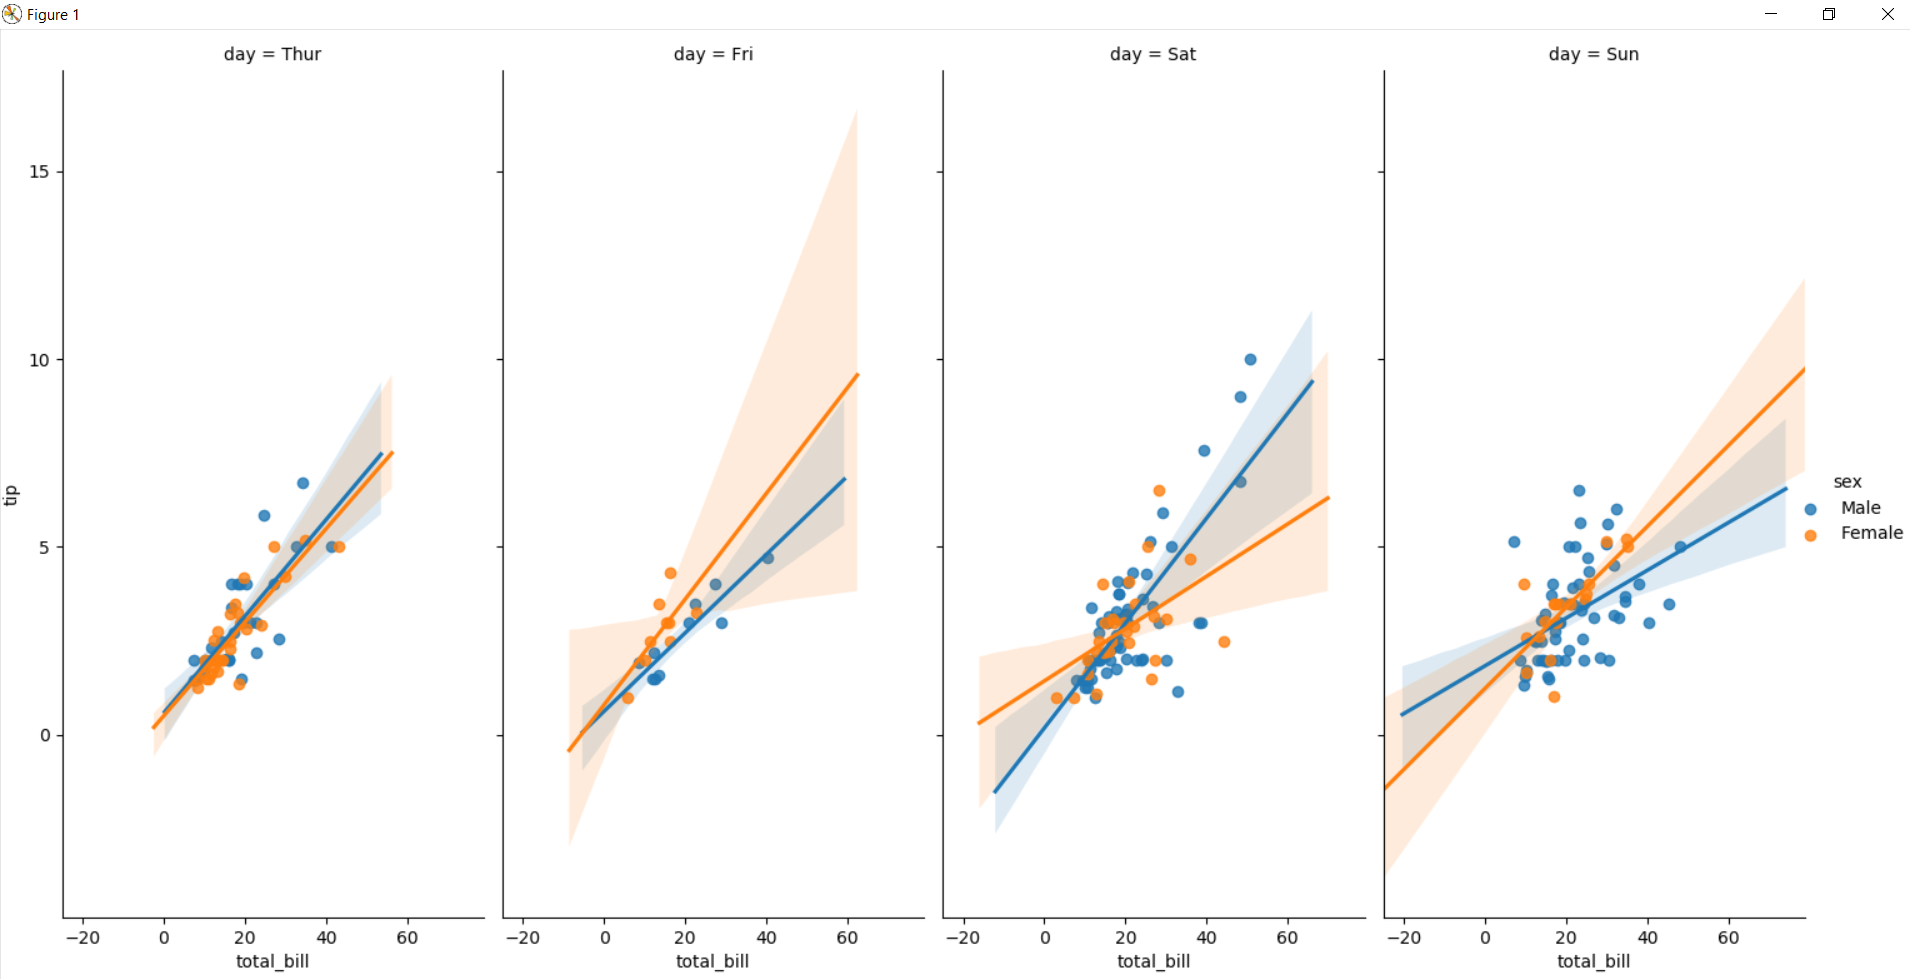 Figure 1
day = Thur
day = Fri
day = Sat
day = Sun
tip
15
10
5
0
−20 0 20 40 60
−20 0 20 40 60
−20 0 20 40 60
−20 0 20 40 60
total_bill
total_bill
total_bill
total_bill
sex
Male
Female